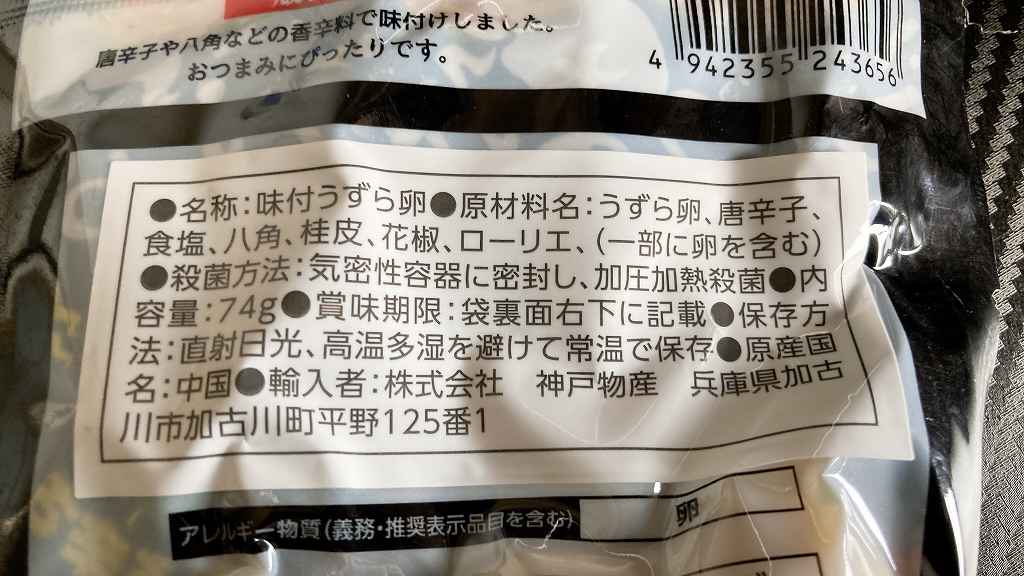 唐辛子や八角などの香辛料で味付けしました。
おつまみにぴったりです。
4 942355 243656
●名称:味付うずら卵●原材料名:うずら卵、唐辛子、
食塩、八角、桂皮、花椒、ローリエ、(一部に卵を含む)
●殺菌方法:気密性容器に密封し、加圧加熱殺菌●内
容量:74g●賞味期限:袋裏面右下に記載●保存方
法:直射日光、高温多湿を避けて常温で保存●原産国
名:中国●輸入者:株式会社 神戸物産 兵庫県加古
川市加古川町平野125番1
アレルギー物質(義務・推奨表示品目を含む) 卵